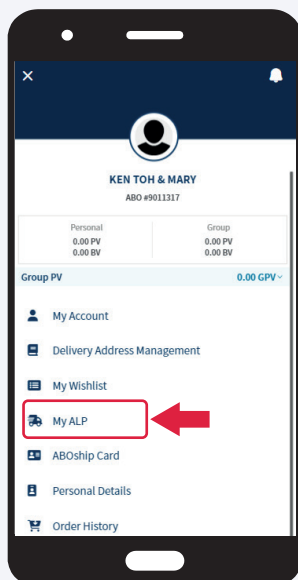 KEN TOH & MARY
ABO #9011317
Personal Group
0.00 PV 0.00 PV
0.00 BV 0.00 BV
Group PV 0.00 GPV
My Account
Delivery Address Management
My Wishlist
My ALP
ABOship Card
Personal Details
Order History